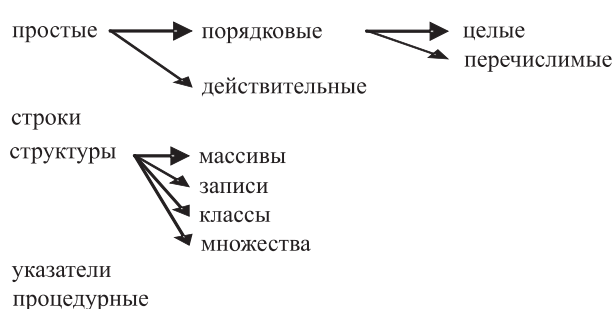 простые порядковые целые
перечислимые
действительные
строки
структуры массивы
записи
классы
множества
указатели
процедурные